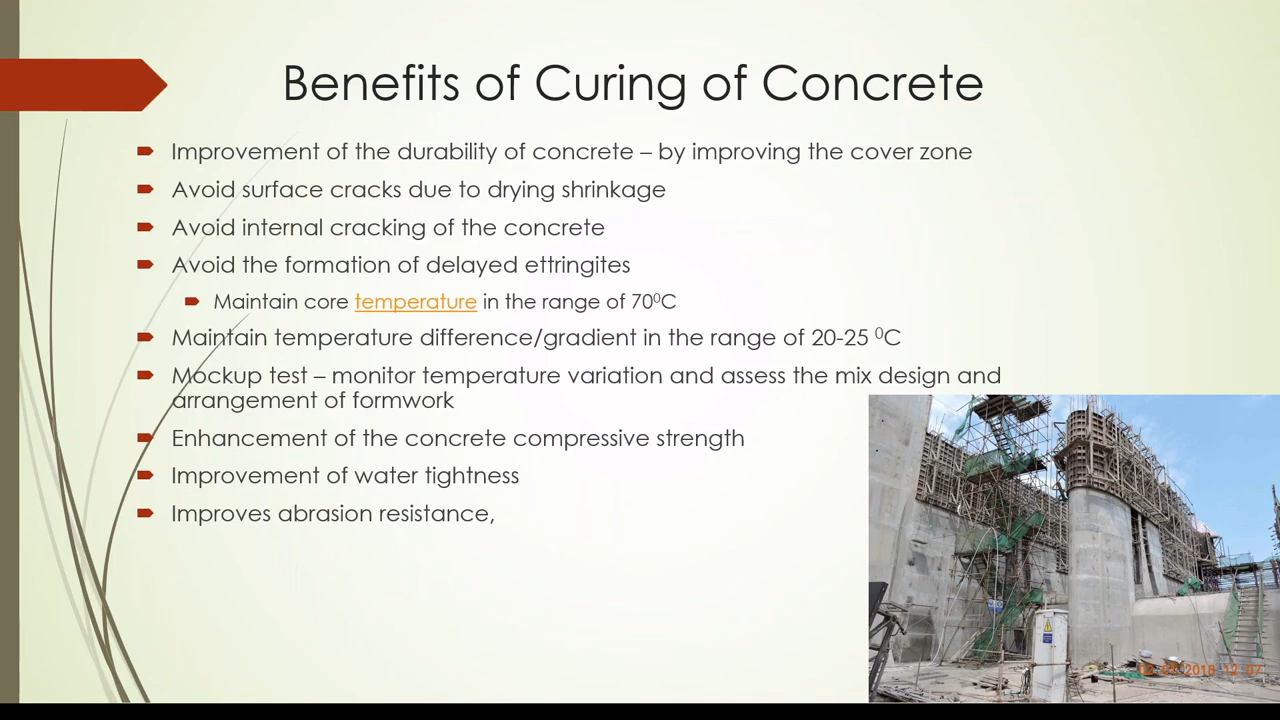 Benefits of Curing of Concrete
Improvement of the durability of concrete – by improving the cover zone
Avoid surface cracks due to drying shrinkage
Avoid internal cracking of the concrete
Avoid the formation of delayed ettringites
Maintain core temperature in the range of 70⁰C
Maintain temperature difference/gradient in the range of 20-25 ⁰C
Mockup test – monitor temperature variation and assess the mix design and
arrangement of formwork
Enhancement of the concrete compressive strength
Improvement of water tightness
Improves abrasion resistance,